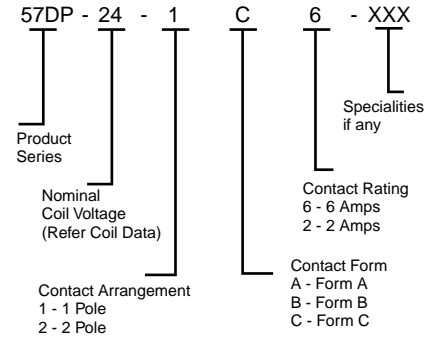 57DP - 24 - 1 C 6 - XXX
Specialities
if any
Product
Series
Nominal
Coil Voltage
(Refer Coil Data)
Contact Rating
6 - 6 Amps
2 - 2 Amps
Contact Arrangement
1 - 1 Pole
2 - 2 Pole
Contact Form
A - Form A
B - Form B
C - Form C